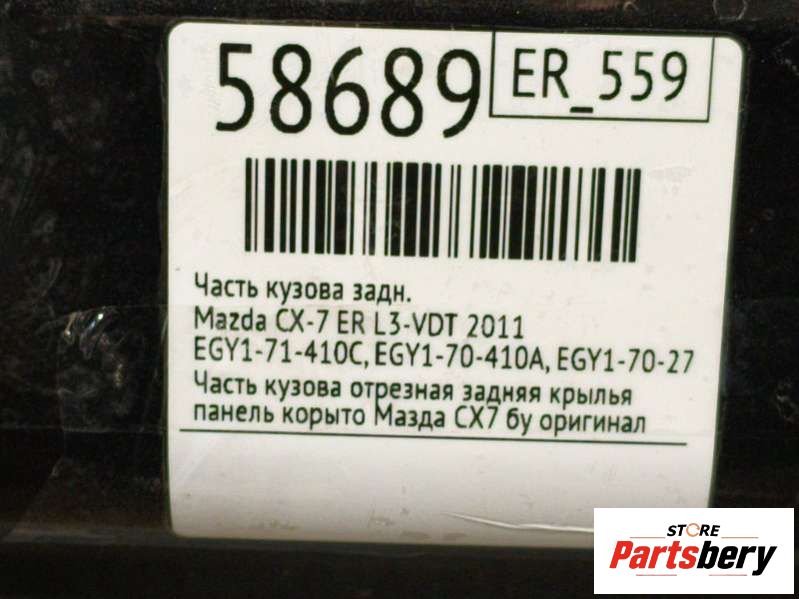 58689
ER_559
Часть кузова задн.
Mazda CX-7 ER L3-VDT 2011
EGY1-71-410C, EGY1-70-410A, EGY1-70-27
Часть кузова отрезная задняя крылья
панель корыто Мазда CX7 бу оригинал
STORE
Partsbery